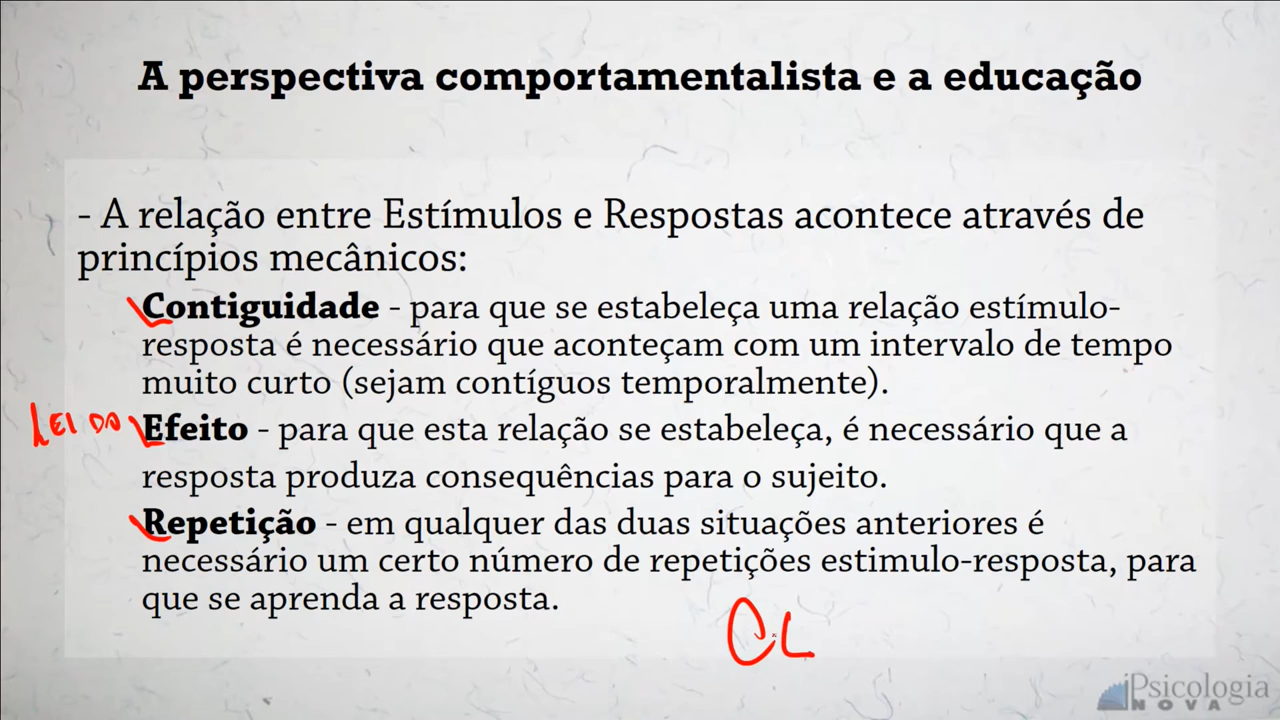 A perspectiva comportamentalista e a educação
- A relação entre Estímulos e Respostas acontece através de
princípios mecânicos:
Contiguidade - para que se estabeleça uma relação estímulo-
resposta é necessário que aconteçam com um intervalo de tempo
muito curto (sejam contíguos temporalmente).
LEI DO Efeito - para que esta relação se estabeleça, é necessário que a
resposta produza consequências para o sujeito.
Repetição - em qualquer das duas situações anteriores é
necessário um certo número de repetições estimulo-resposta, para
que se aprenda a resposta.
Psicologia
NOVA